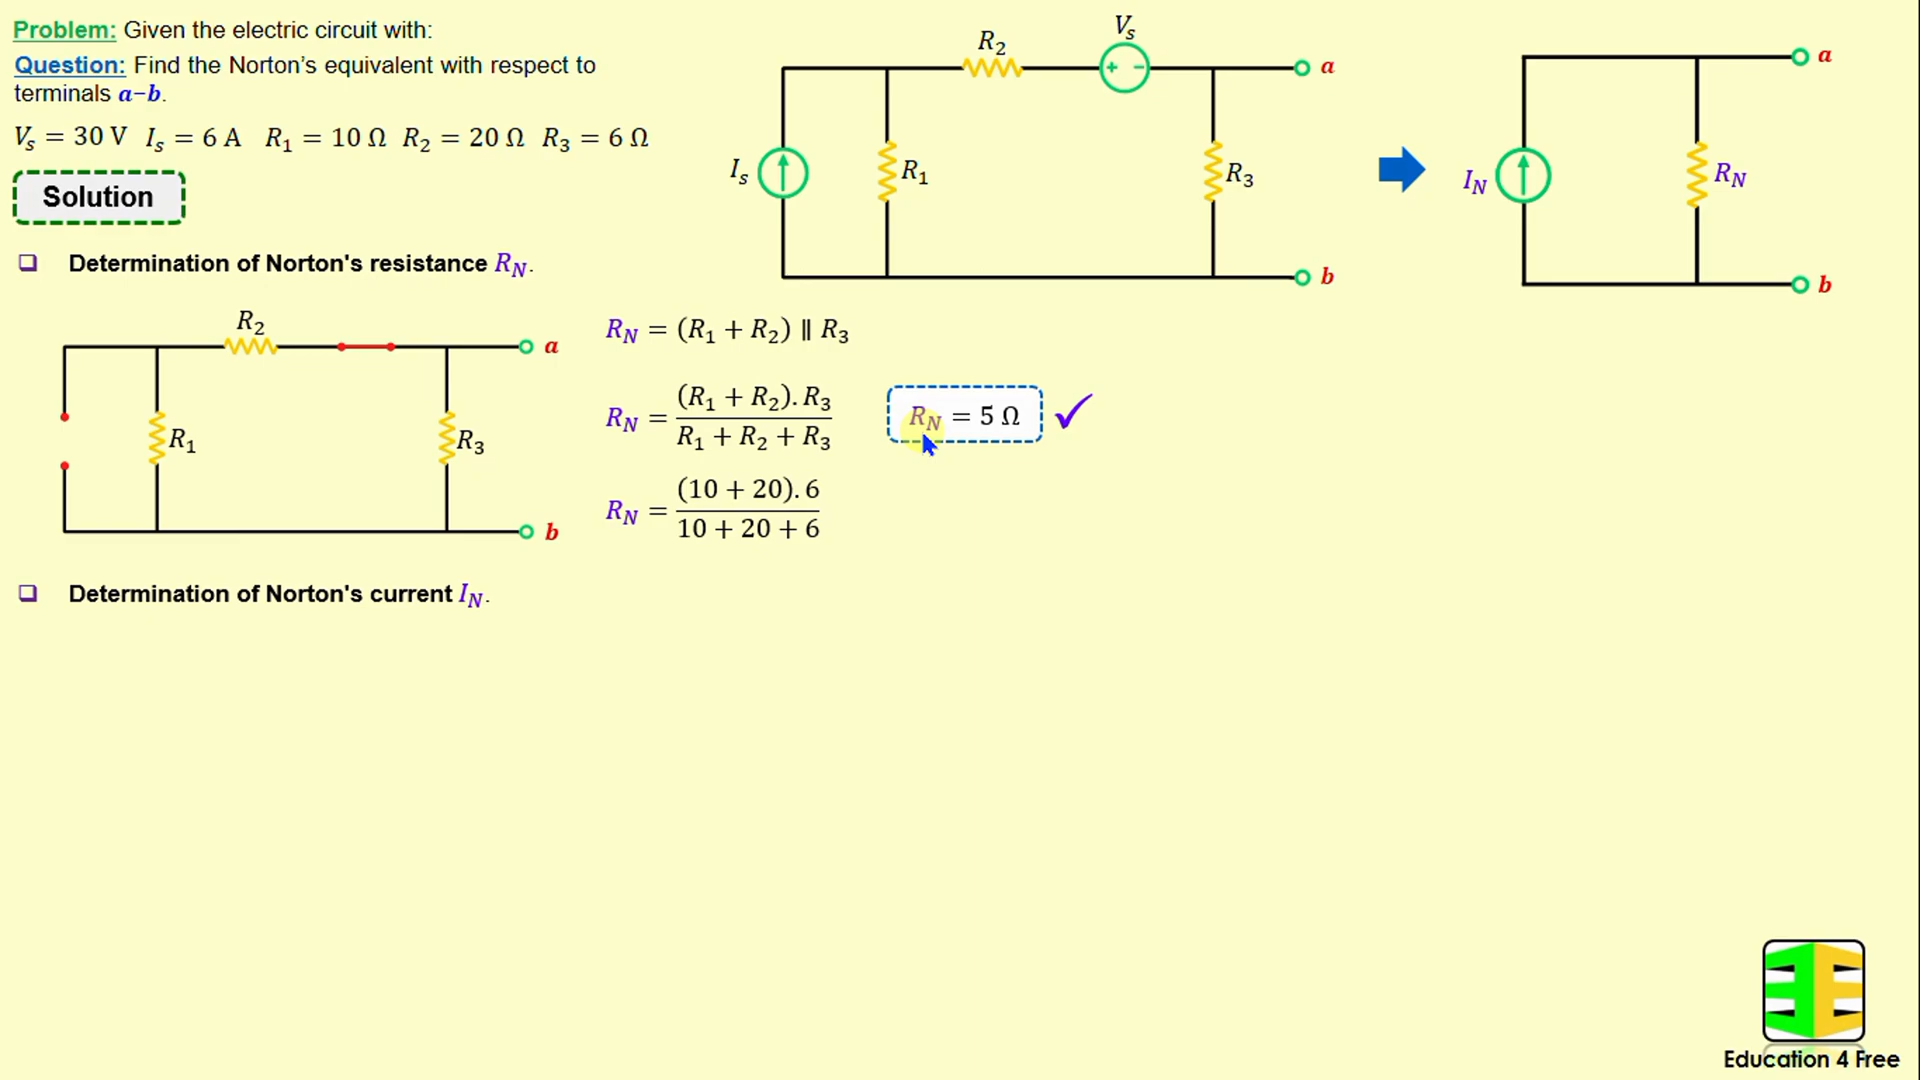 Problem: Given the electric circuit with:
Question: Find the Norton's equivalent with respect to
terminals a−b.
Vs = 30 V Is = 6 A R1 = 10 Ω R2 = 20 Ω R3 = 6 Ω
Solution
R2
Vs
+ -
a
Is
R1
R3
b
a
IN
RN
b
❑ Determination of Norton's resistance RN.
R2
a
R1
R3
b
RN = (R1 + R2) ∥ R3
RN = (R1 + R2). R3
R1 + R2 + R3
RN = 5 Ω ✓
RN = (10 + 20). 6
10 + 20 + 6
❑ Determination of Norton's current IN.
Education 4 Free